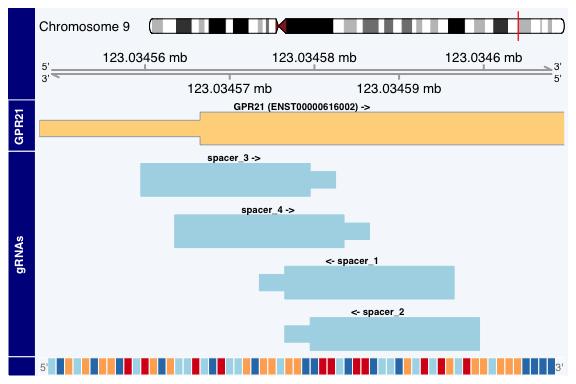 Chromosome 9
123.03456 mb 123.03458 mb 123.0346 mb
5' 3'
3' 5'
123.03457 mb 123.03459 mb
GPR21
GPR21 (ENST00000616002) ->
gRNAs
spacer_3 ->
spacer_4 ->
<- spacer_1
<- spacer_2
5' 3'